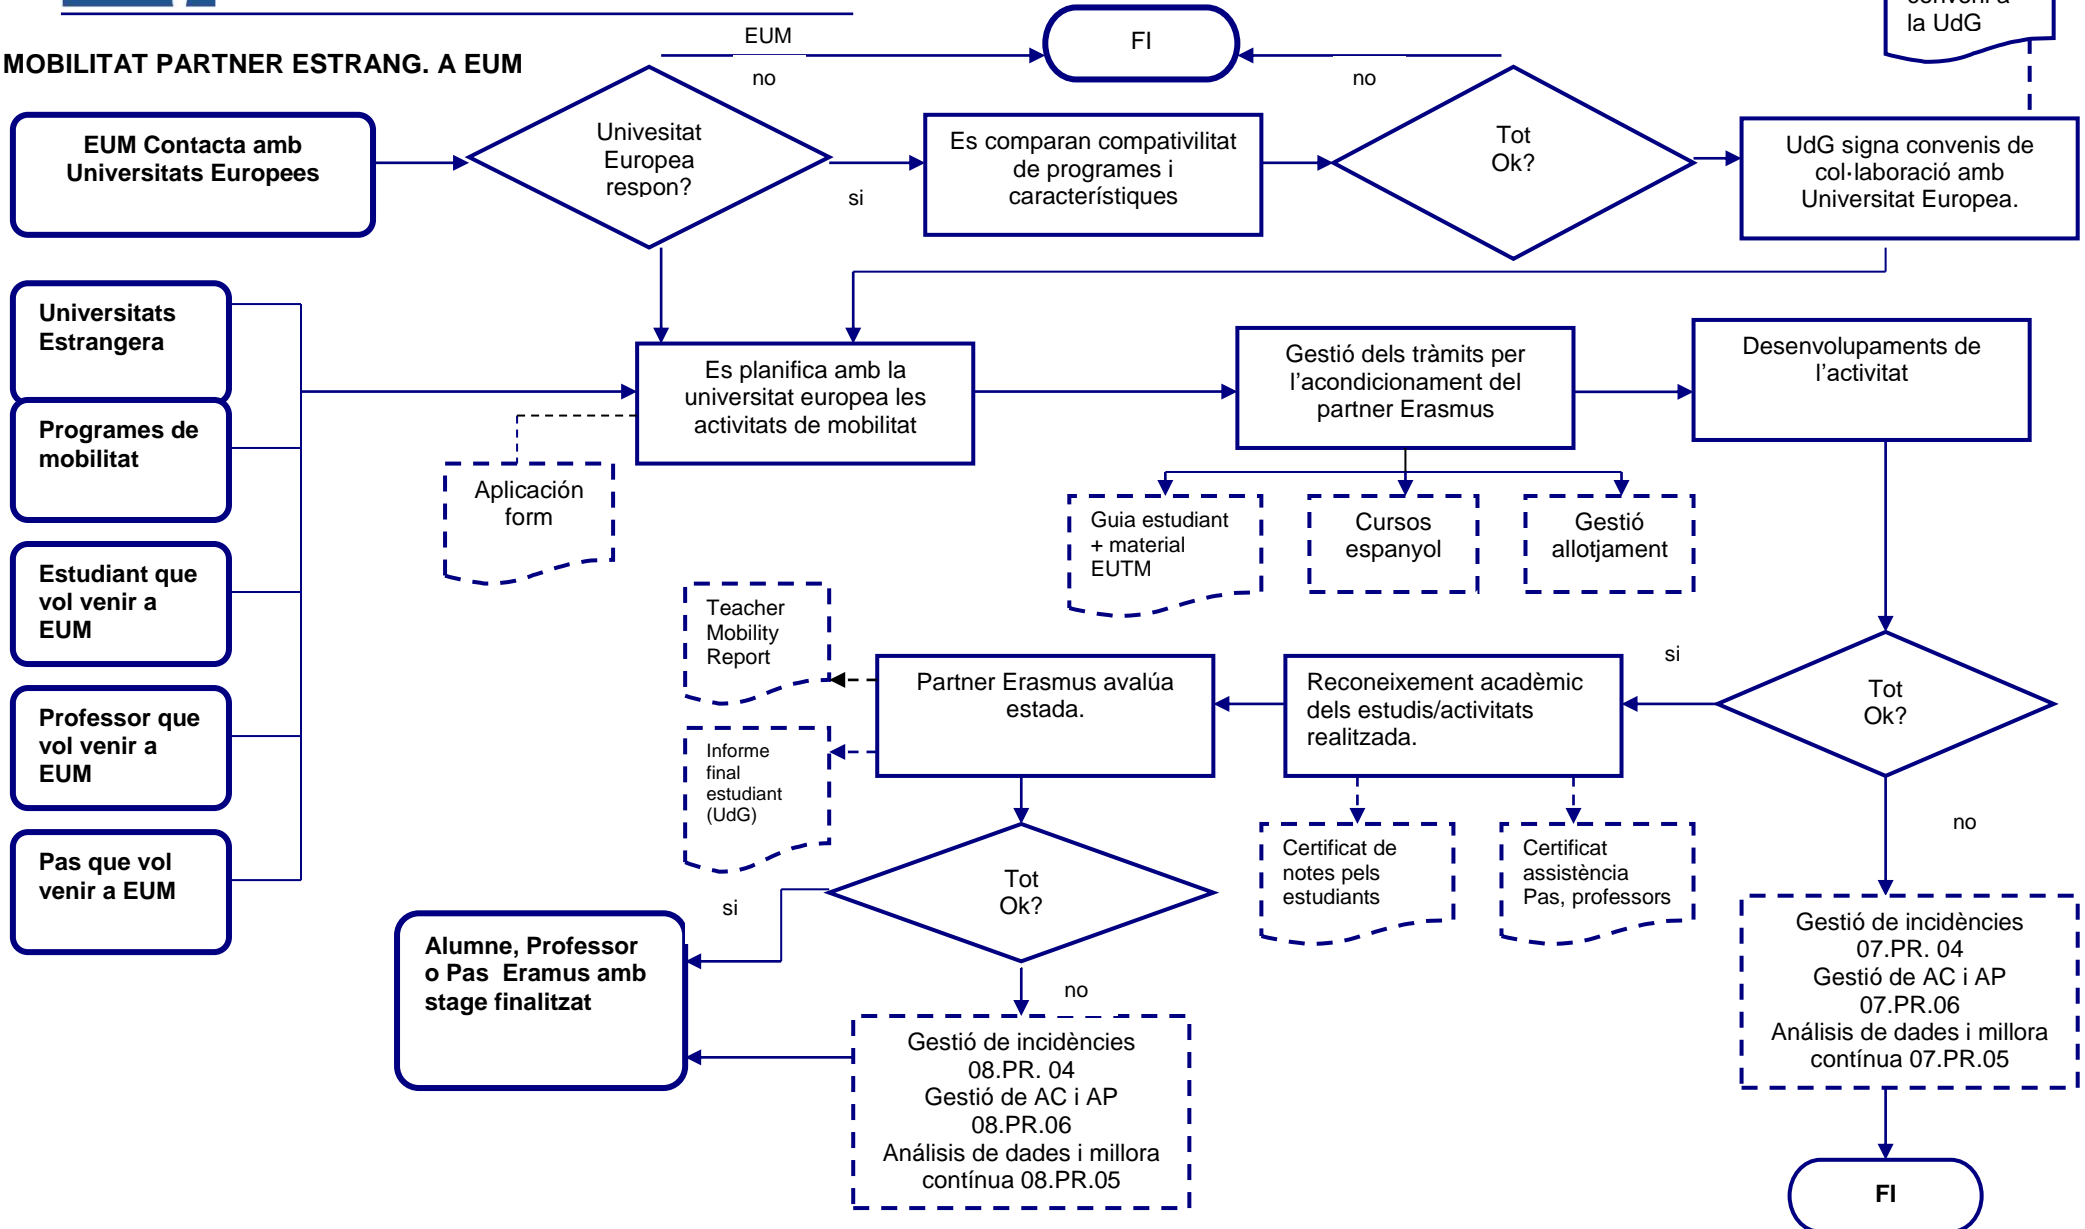 conveni a
la UdG
EUM
FI
MOBILITAT PARTNER ESTRANG. A EUM
no
no
EUM Contacta amb
Universitats Europees
Univesitat
Europea
respon?
si
Es comparan compativilitat
de programes i
característiques
Tot
Ok?
UdG signa convenis de
col·laboració amb
Universitat Europea.
Universitats
Estrangera
Programes de
mobilitat
Estudiant que
vol venir a
EUM
Professor que
vol venir a
EUM
Pas que vol
venir a EUM
Es planifica amb la
universitat europea les
activitats de mobilitat
Gestió dels tràmits per
l’acondicionament del
partner Erasmus
Desenvolupaments de
l’activitat
Aplicación
form
Guia estudiant
+ material
EUTM
Cursos
espanyol
Gestió
allotjament
Teacher
Mobility
Report
Informe
final
estudiant
(UdG)
Partner Erasmus avalúa
estada.
Reconeixement acadèmic
dels estudis/activitats
realitzada.
si
Tot
Ok?
no
Certificat de
notes pels
estudiants
Certificat
assistència
Pas, professors
Tot
Ok?
si
no
Alumne, Professor
o Pas Eramus amb
stage finalitzat
Gestió de incidències
08.PR. 04
Gestió de AC i AP
08.PR.06
Análisis de dades i millora
contínua 08.PR.05
Gestió de incidències
07.PR. 04
Gestió de AC i AP
07.PR.06
Análisis de dades i millora
contínua 07.PR.05
FI